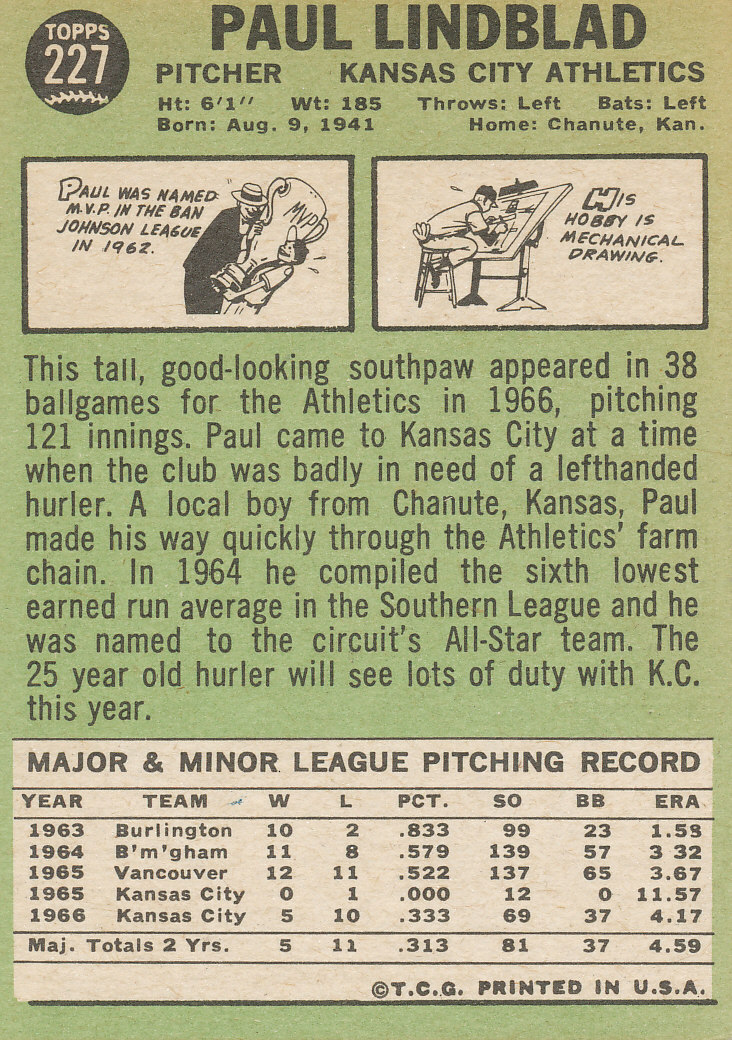 TOPPS
227
PAUL LINDBLAD
PITCHER KANSAS CITY ATHLETICS
Ht: 6'1" Wt: 185 Throws: Left Bats: Left
Born: Aug. 9, 1941 Home: Chanute, Kan.
PAUL WAS NAMED
M.V.P. IN THE BAN
JOHNSON LEAGUE
IN 1962.
MVP
HIS
HOBBY IS
MECHANICAL
DRAWING.
This tall, good-looking southpaw appeared in 38
ballgames for the Athletics in 1966, pitching
121 innings. Paul came to Kansas City at a time
when the club was badly in need of a lefthanded
hurler. A local boy from Chanute, Kansas, Paul
made his way quickly through the Athletics' farm
chain. In 1964 he compiled the sixth lowest
earned run average in the Southern League and he
was named to the circuit's All-Star team. The
25 year old hurler will see lots of duty with K.C.
this year.
MAJOR & MINOR LEAGUE PITCHING RECORD
YEAR TEAM W L PCT. SO BB ERA
1963 Burlington 10 2 .833 99 23 1.58
1964 B'm'gham 11 8 .579 139 57 3 32
1965 Vancouver 12 11 .522 137 65 3.67
1965 Kansas City 0 1 .000 12 0 11.57
1966 Kansas City 5 10 .333 69 37 4.17
Maj. Totals 2 Yrs. 5 11 .313 81 37 4.59
©T.C.G. PRINTED IN U.S.A.